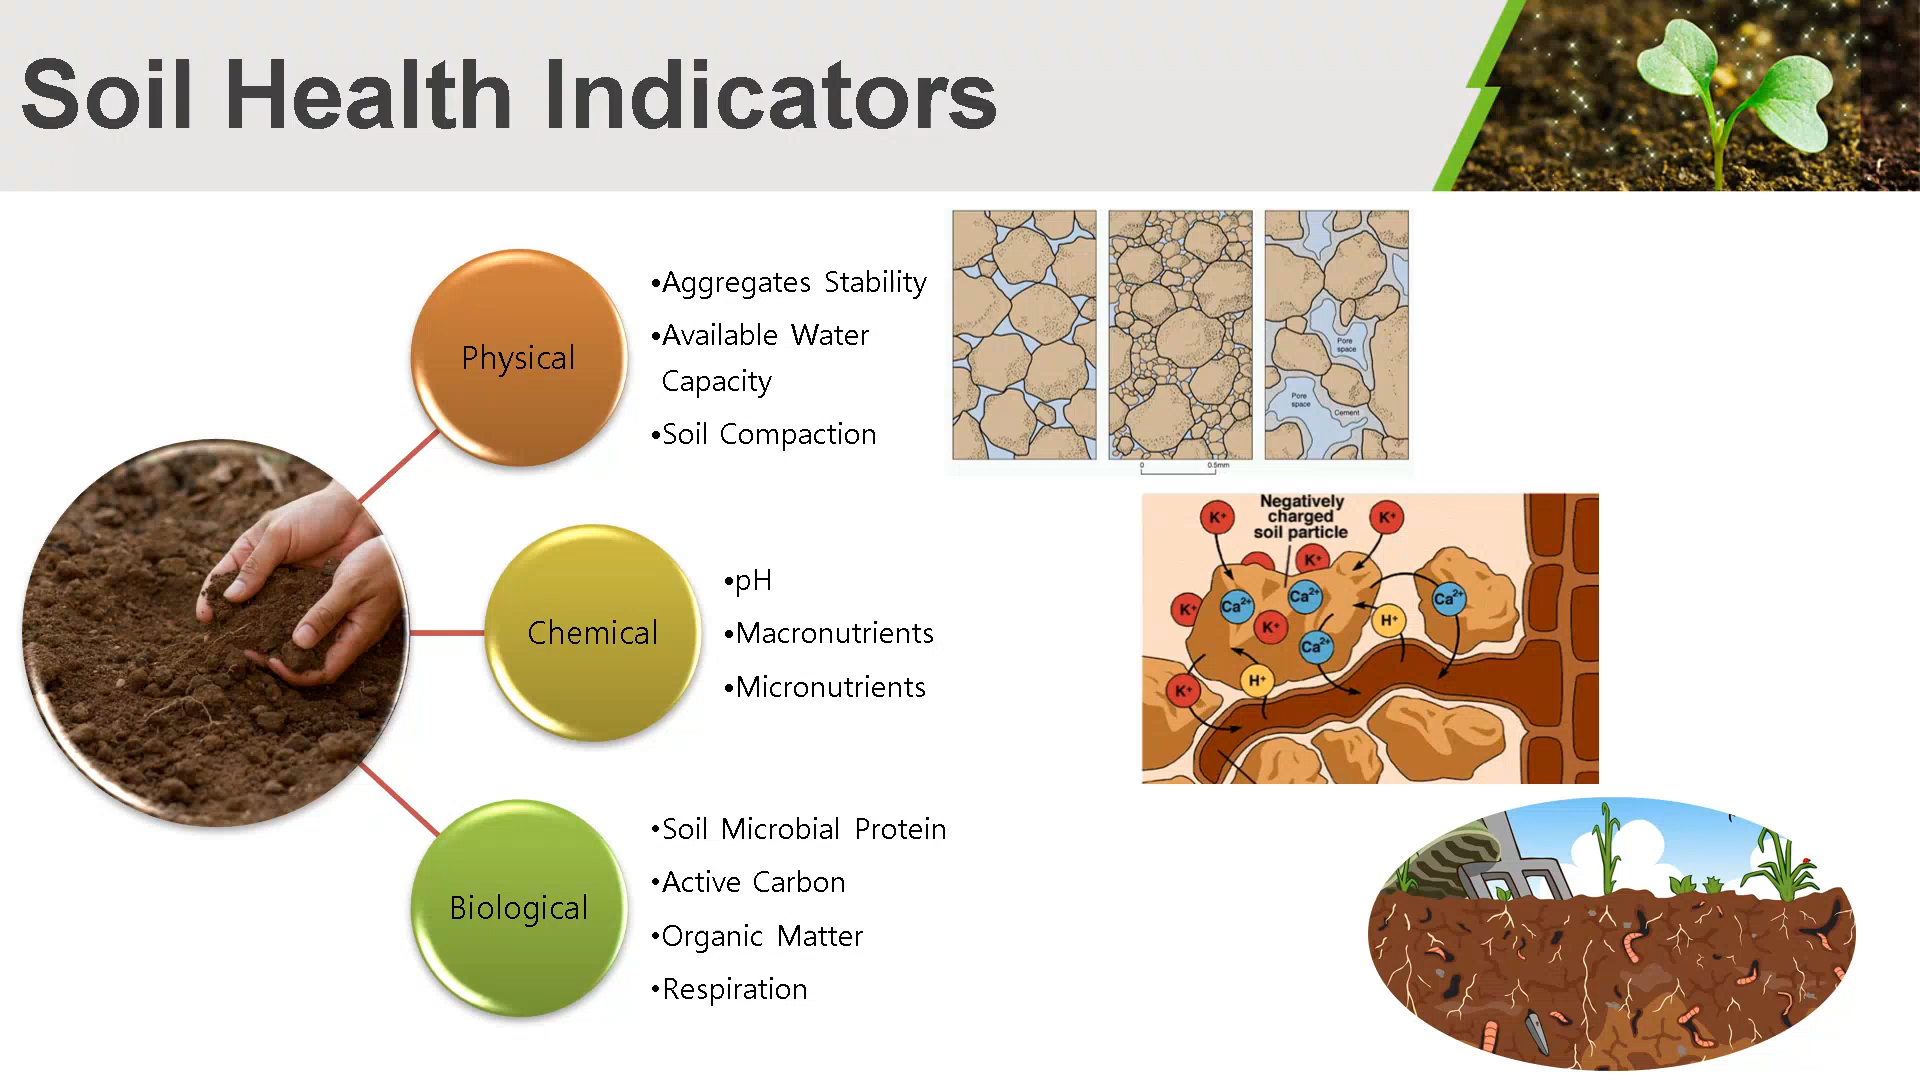 Soil Health Indicators
Physical
•Aggregates Stability
•Available Water
Capacity
•Soil Compaction
Pore
space
Pore
space
Cement
0 0.5mm
Chemical
•pH
•Macronutrients
•Micronutrients
Negatively
charged
soil particle
K+
K+
K+
K+
Ca2+
Ca2+
Ca2+
K+
H+
Ca2+
H+
K+
Biological
•Soil Microbial Protein
•Active Carbon
•Organic Matter
•Respiration